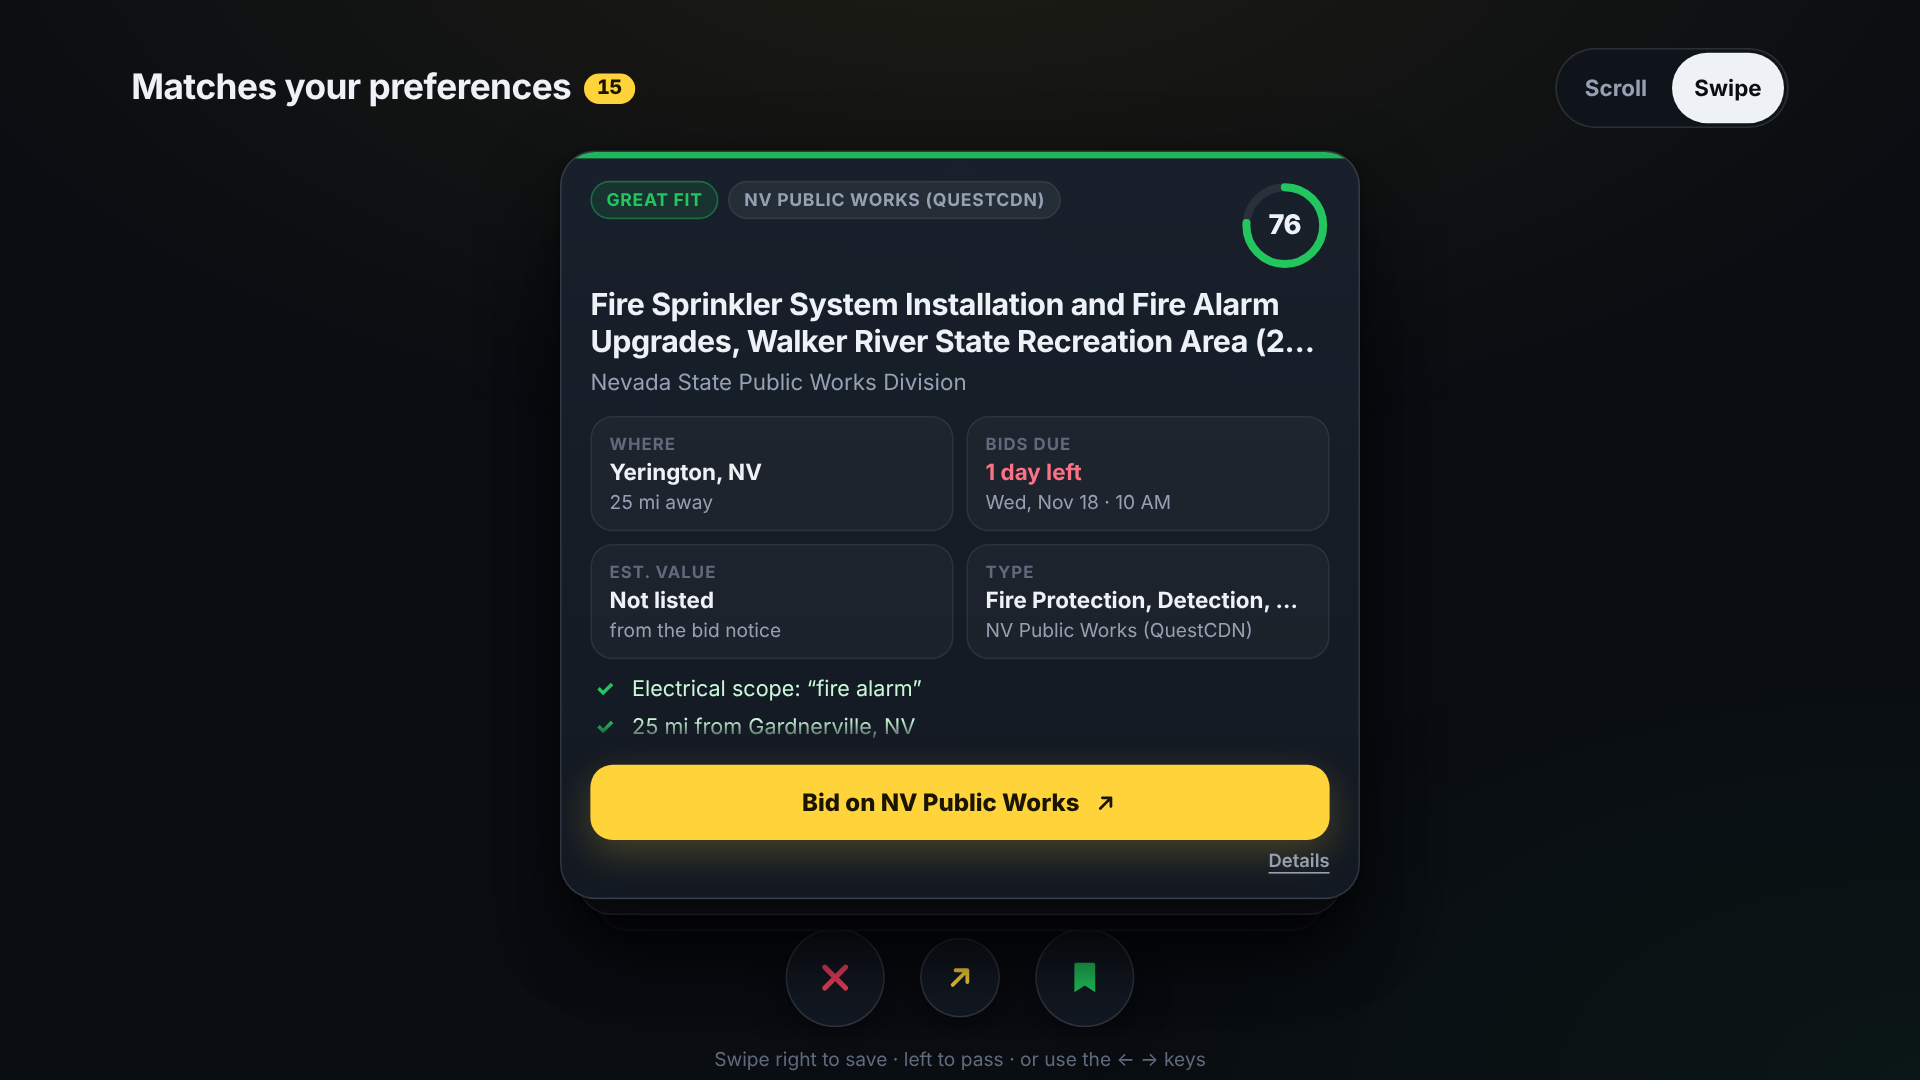 Matches your preferences 15
Scroll Swipe
GREAT FIT NV PUBLIC WORKS (QUESTCDN)
76
Fire Sprinkler System Installation and Fire Alarm
Upgrades, Walker River State Recreation Area (2...
Nevada State Public Works Division
WHERE
Yerington, NV
25 mi away
BIDS DUE
1 day left
Wed, Nov 18 · 10 AM
EST. VALUE
Not listed
from the bid notice
TYPE
Fire Protection, Detection, ...
NV Public Works (QuestCDN)
Electrical scope: “fire alarm”
25 mi from Gardnerville, NV
Bid on NV Public Works
Details
Swipe right to save · left to pass · or use the ← → keys